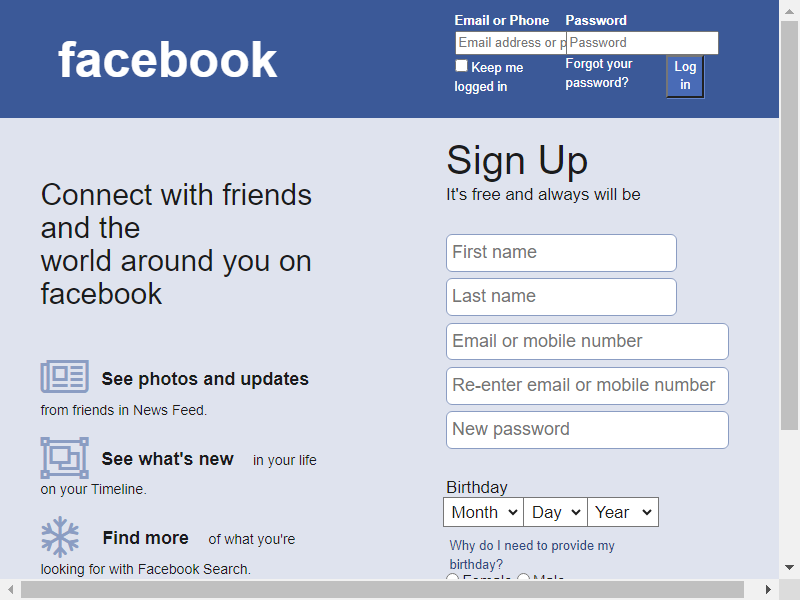 facebook
Email or Phone
Password
Email address or p
Password
Keep me
logged in
Forgot your
password?
Log
in
Connect with friends
and the
world around you on
facebook
See photos and updates
from friends in News Feed.
See what's new in your life
on your Timeline.
Find more of what you're
looking for with Facebook Search.
Sign Up
It's free and always will be
First name
Last name
Email or mobile number
Re-enter email or mobile number
New password
Birthday
Month Day Year
Why do I need to provide my
birthday?
Female Male